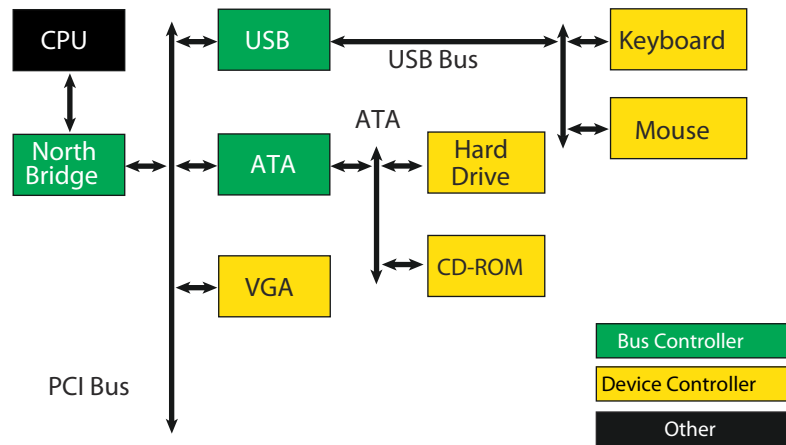 CPU
USB
Keyboard
USB Bus
Mouse
North
Bridge
ATA
ATA
Hard
Drive
CD-ROM
VGA
PCI Bus
Bus Controller
Device Controller
Other